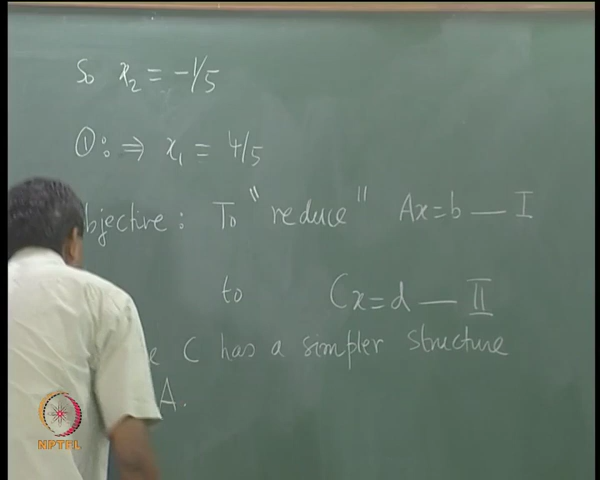 So x₂ = -1/5
①: ⇒ x₁ = 4/5
bjective: To "reduce" Ax=b — I
to Cx=d — II
e C has a simpler structure
A.
NPTEL